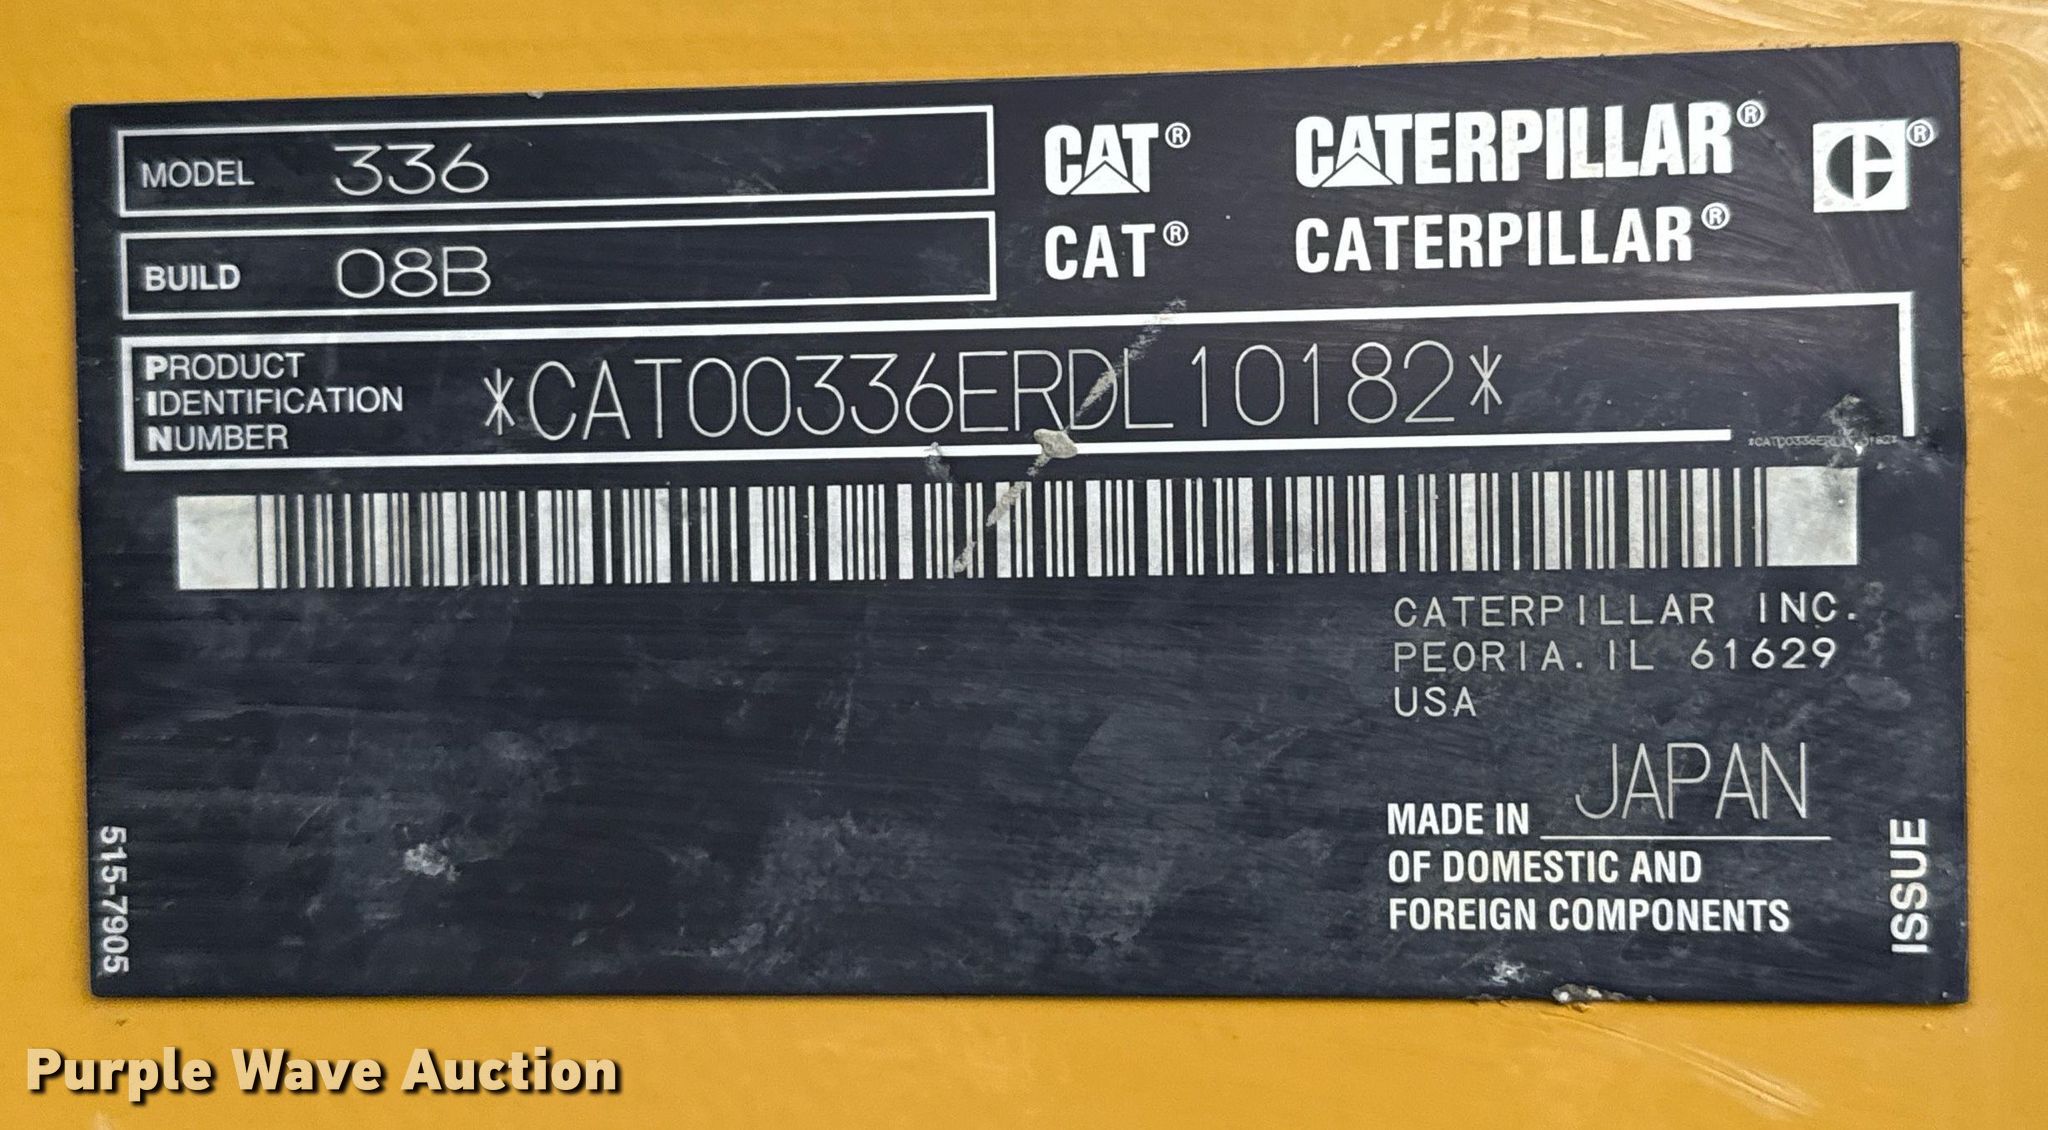 MODEL 336
BUILD 08B
PRODUCT
IDENTIFICATION
NUMBER
*CAT00336ERDL10182*
CAT® CATERPILLAR® ®
CAT® CATERPILLAR®
*CAT00336ERDL10182*
CATERPILLAR INC.
PEORIA. IL 61629
USA
MADE IN JAPAN
OF DOMESTIC AND
FOREIGN COMPONENTS
515-7905
ISSUE
Purple Wave Auction